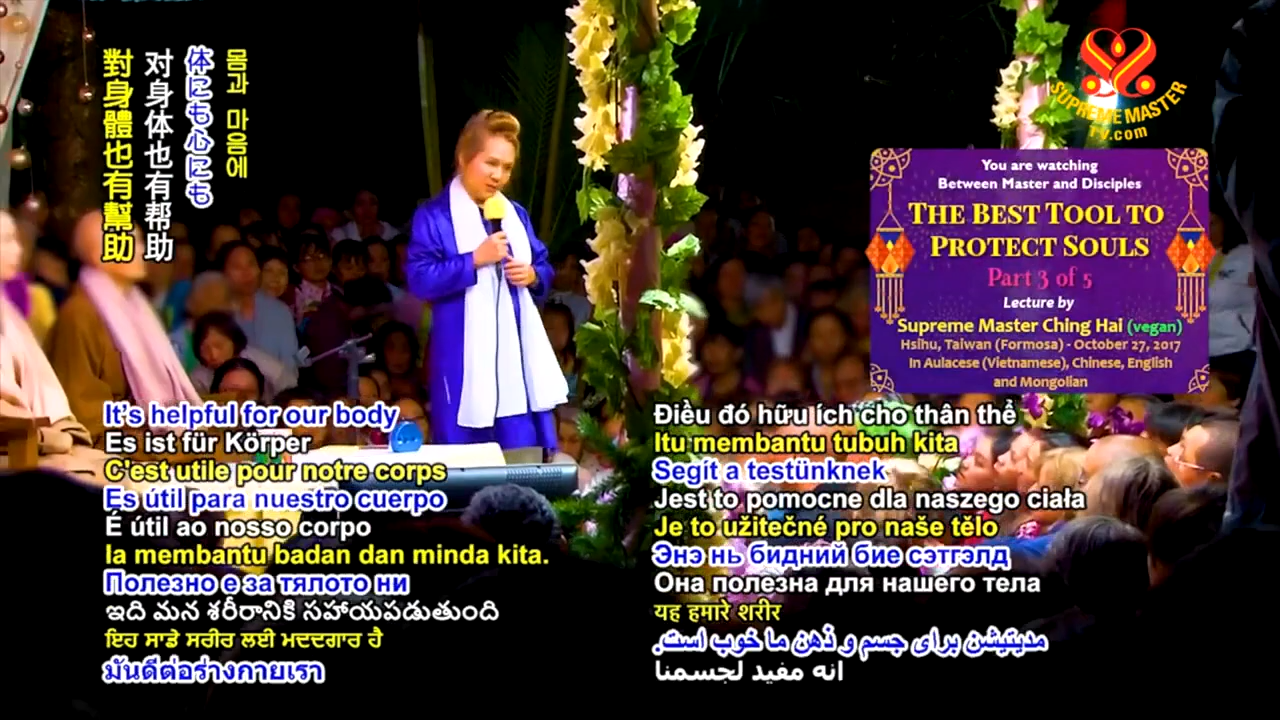 몸과 마음에
体にも心にも
对身体也有帮助
對身體也有幫助
SUPREME MASTER
TV.com
You are watching
Between Master and Disciples
THE BEST TOOL TO
PROTECT SOULS
Part 3 of 5
Lecture by
Supreme Master Ching Hai (vegan)
Hsihu, Taiwan (Formosa) - October 27, 2017
In Aulacese (Vietnamese), Chinese, English
and Mongolian
It's helpful for our body
Es ist für Körper
C'est utile pour notre corps
Es útil para nuestro cuerpo
É útil ao nosso corpo
Ia membantu badan dan minda kita.
Полезно е за тялото ни
ఇది మన శరీరానికి సహాయపడుతుంది
ਇਹ ਸਾਡੇ ਸਰੀਰ ਲਈ ਮਦਦਗਾਰ ਹੈ
มันดีต่อร่างกายเรา
Điều đó hữu ích cho thân thể
Itu membantu tubuh kita
Segít a testünknek
Jest to pomocne dla naszego ciała
Je to užitečné pro naše tělo
Энэ нь бидний бие сэтгэлд
Она полезна для нашего тела
यह हमारे शरीर
مدیتیشن برای جسم و ذهن ما خوب است.
انه مفيد لجسمنا